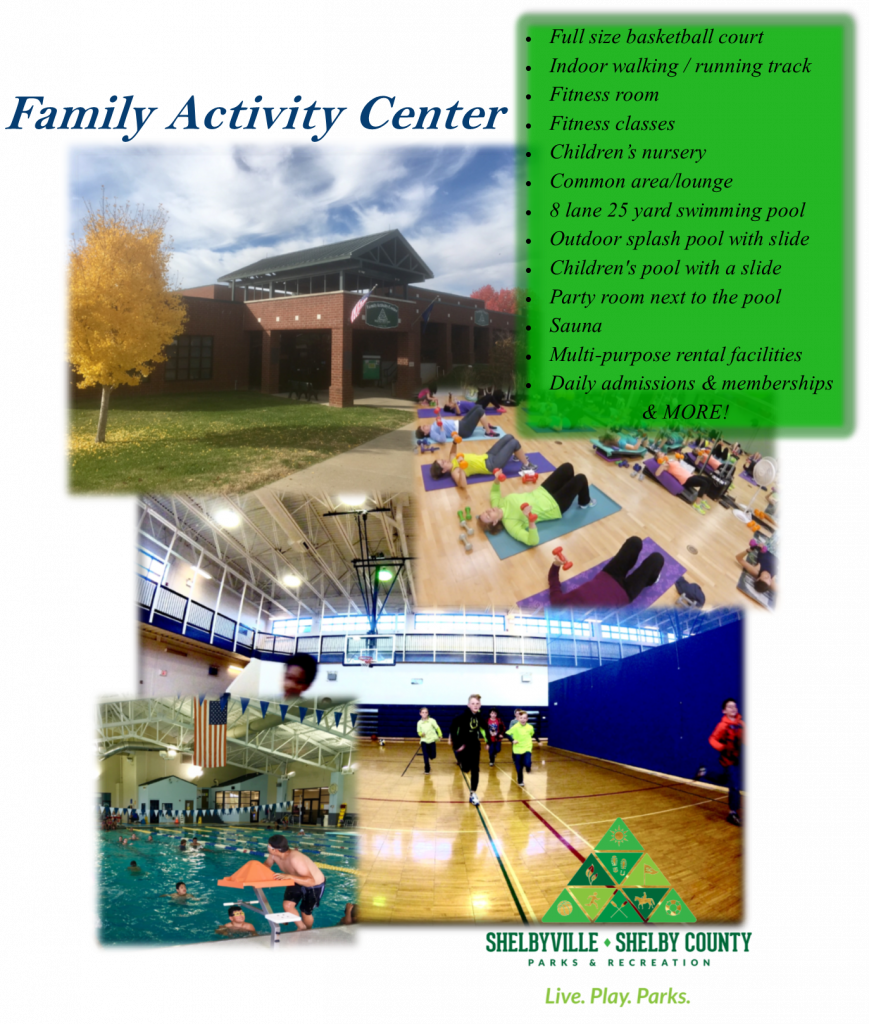 Family Activity Center
Full size basketball court
Indoor walking / running track
Fitness room
Fitness classes
Children’s nursery
Common area/lounge
8 lane 25 yard swimming pool
Outdoor splash pool with slide
Children's pool with a slide
Party room next to the pool
Sauna
Multi-purpose rental facilities
Daily admissions & memberships
& MORE!
SHELBYVILLE SHELBY COUNTY
PARKS & RECREATION
Live. Play. Parks.